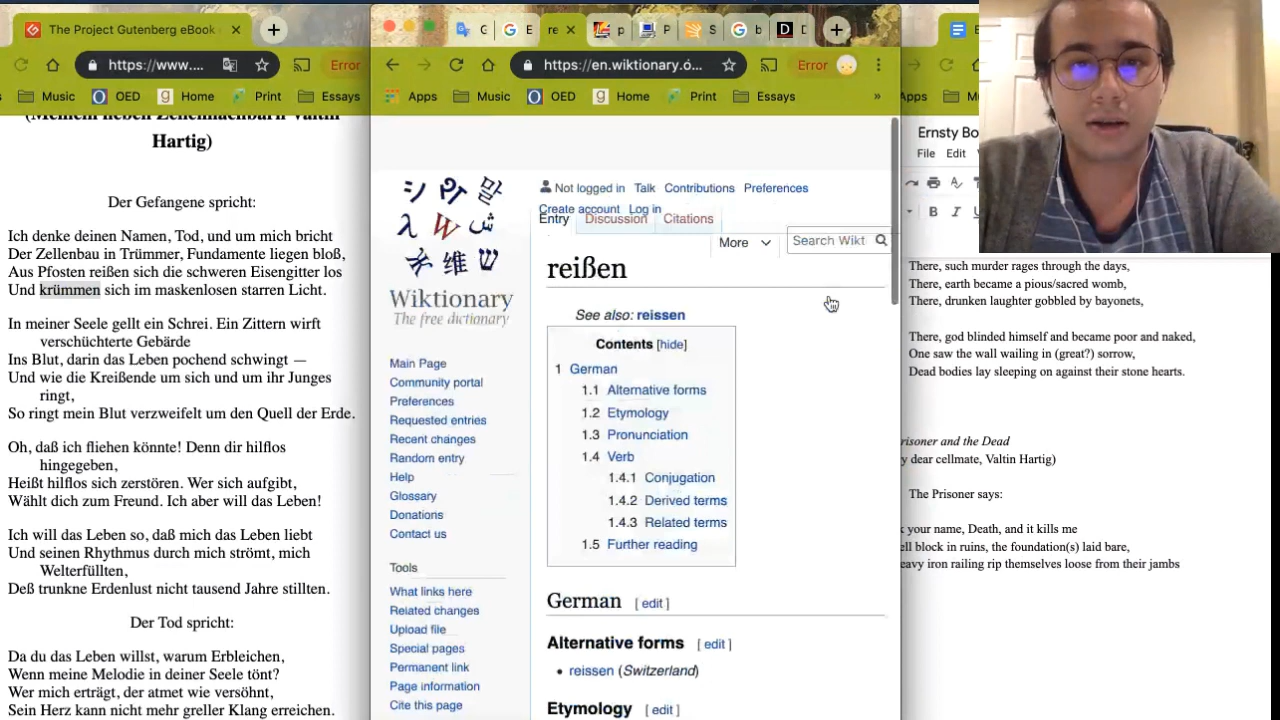 The Project Gutenberg eBook
re
https://www....
Error
https://en.wiktionary.o...
Error
Music
OED
Home
Print
Essays
Apps
Music
OED
Home
Print
Essays
»
Apps
(Meinem lieben Zellennachbarn Valtin
Hartig)
Der Gefangene spricht:
Ich denke deinen Namen, Tod, und um mich bricht
Der Zellenbau in Trümmer, Fundamente liegen bloß,
Aus Pfosten reißen sich die schweren Eisengitter los
Und krümmen sich im maskenlosen starren Licht.
In meiner Seele gellt ein Schrei. Ein Zittern wirft
verschüchterte Gebärde
Ins Blut, darin das Leben pochend schwingt —
Und wie die Kreißende um sich und um ihr Junges
ringt,
So ringt mein Blut verzweifelt um den Quell der Erde.
Oh, daß ich fliehen könnte! Denn dir hilflos
hingegeben,
Heißt hilflos sich zerstören. Wer sich aufgibt,
Wählt dich zum Freund. Ich aber will das Leben!
Ich will das Leben so, daß mich das Leben liebt
Und seinen Rhythmus durch mich strömt, mich
Welterfüllten,
Deß trunkne Erdenlust nicht tausend Jahre stillten.
Der Tod spricht:
Da du das Leben willst, warum Erbleichen,
Wenn meine Melodie in deiner Seele tönt?
Wer mich erträgt, der atmet wie versöhnt,
Sein Herz kann nicht mehr greller Klang erreichen.
Wiktionary
The free dictionary
Main Page
Community portal
Preferences
Requested entries
Recent changes
Random entry
Help
Glossary
Donations
Contact us
Tools
What links here
Related changes
Upload file
Special pages
Permanent link
Page information
Cite this page
Not logged in Talk Contributions Preferences
Create account Log in
Entry Discussion Citations
More
Search Wikt
reißen
See also: reissen
Contents [hide]
1 German
1.1 Alternative forms
1.2 Etymology
1.3 Pronunciation
1.4 Verb
1.4.1 Conjugation
1.4.2 Derived terms
1.4.3 Related terms
1.5 Further reading
German [ edit ]
Alternative forms [ edit ]
• reissen (Switzerland)
Etymology [ edit ]
Ernsty Bo
File Edit
B I
There, such murder rages through the days,
There, earth became a pious/sacred womb,
There, drunken laughter gobbled by bayonets,
There, god blinded himself and became poor and naked,
One saw the wall wailing in (great?) sorrow,
Dead bodies lay sleeping on against their stone hearts.
risoner and the Dead
y dear cellmate, Valtin Hartig)
The Prisoner says:
k your name, Death, and it kills me
ell block in ruins, the foundation(s) laid bare,
eavy iron railing rip themselves loose from their jambs